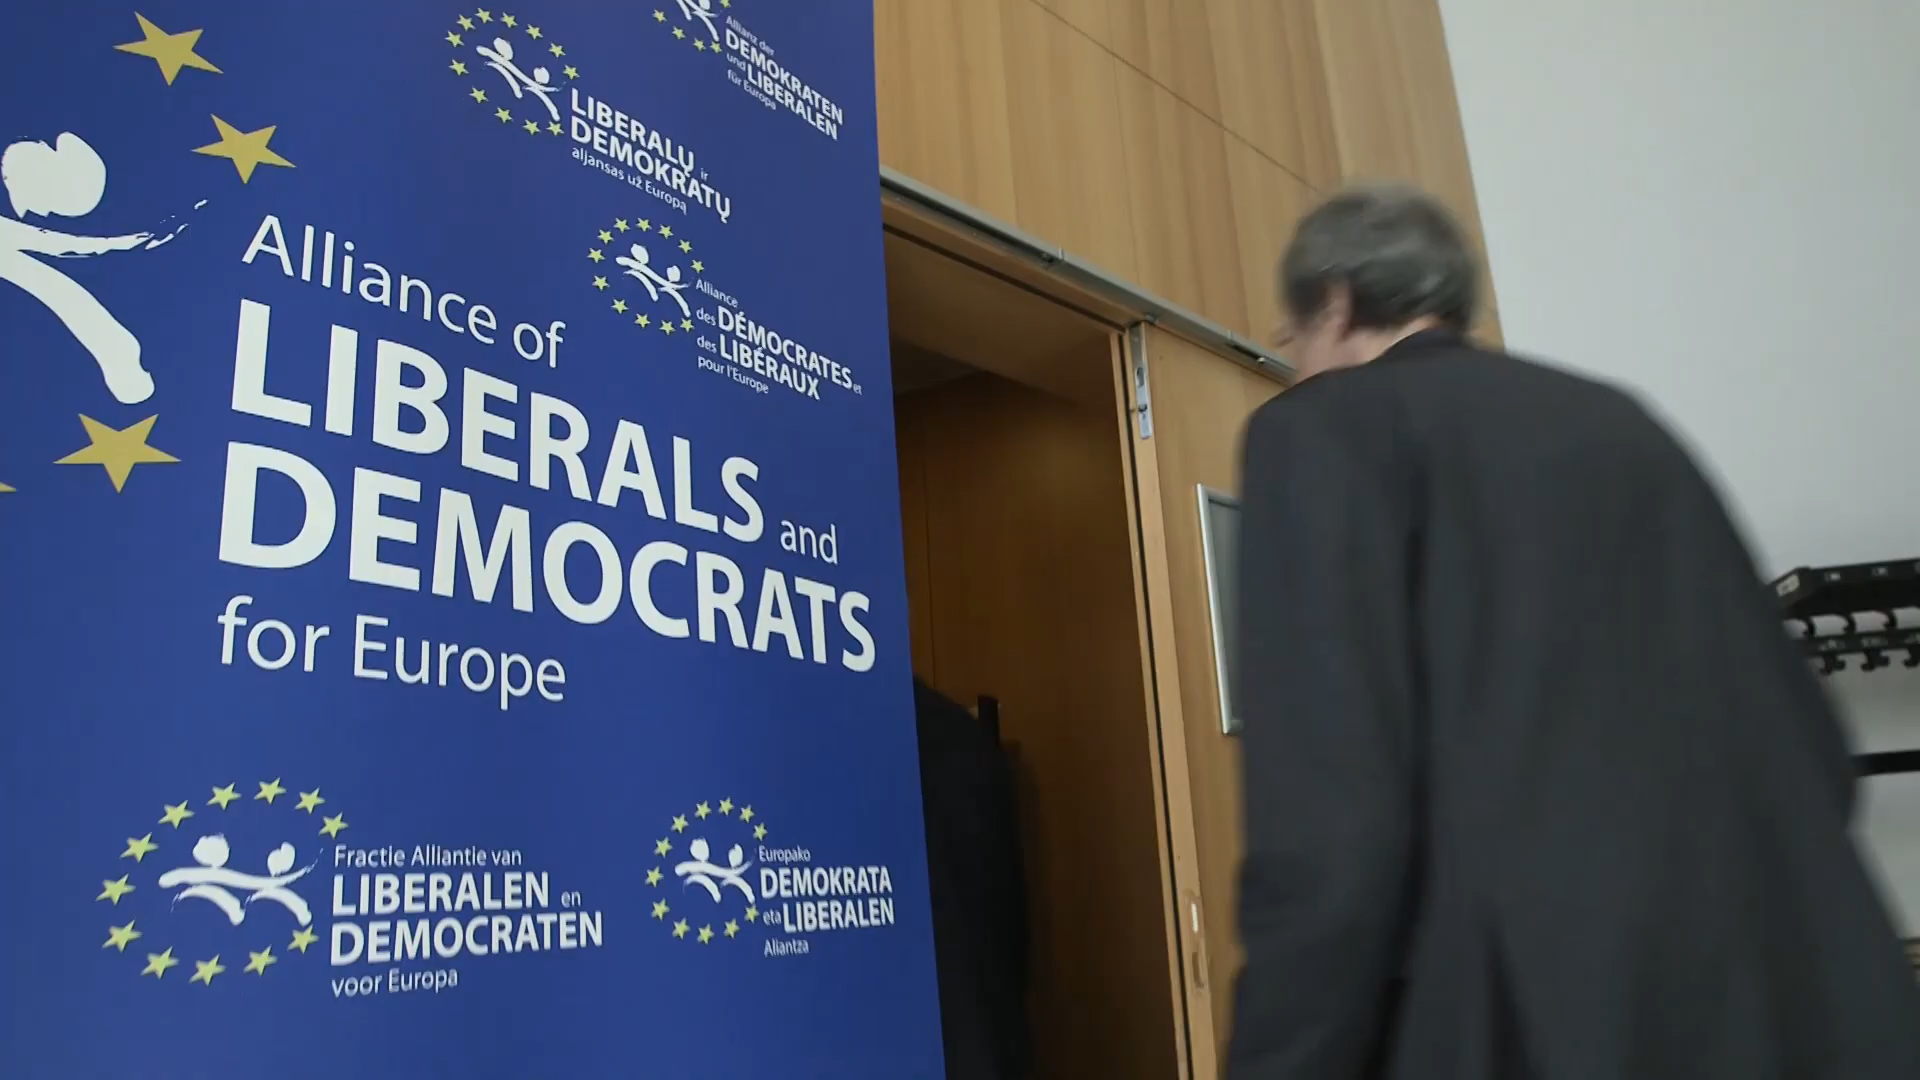 Allianz der
DEMOKRATEN
und LIBERALEN
für Europa
LIBERALŲ ir
DEMOKRATŲ
aljansas už Europą
Alliance
des DÉMOCRATES et
des LIBÉRAUX
pour l'Europe
Alliance of
LIBERALS and
DEMOCRATS
for Europe
Fractie Alliantie van
LIBERALEN en
DEMOCRATEN
voor Europa
Europako
DEMOKRATA
eta LIBERALEN
Aliantza